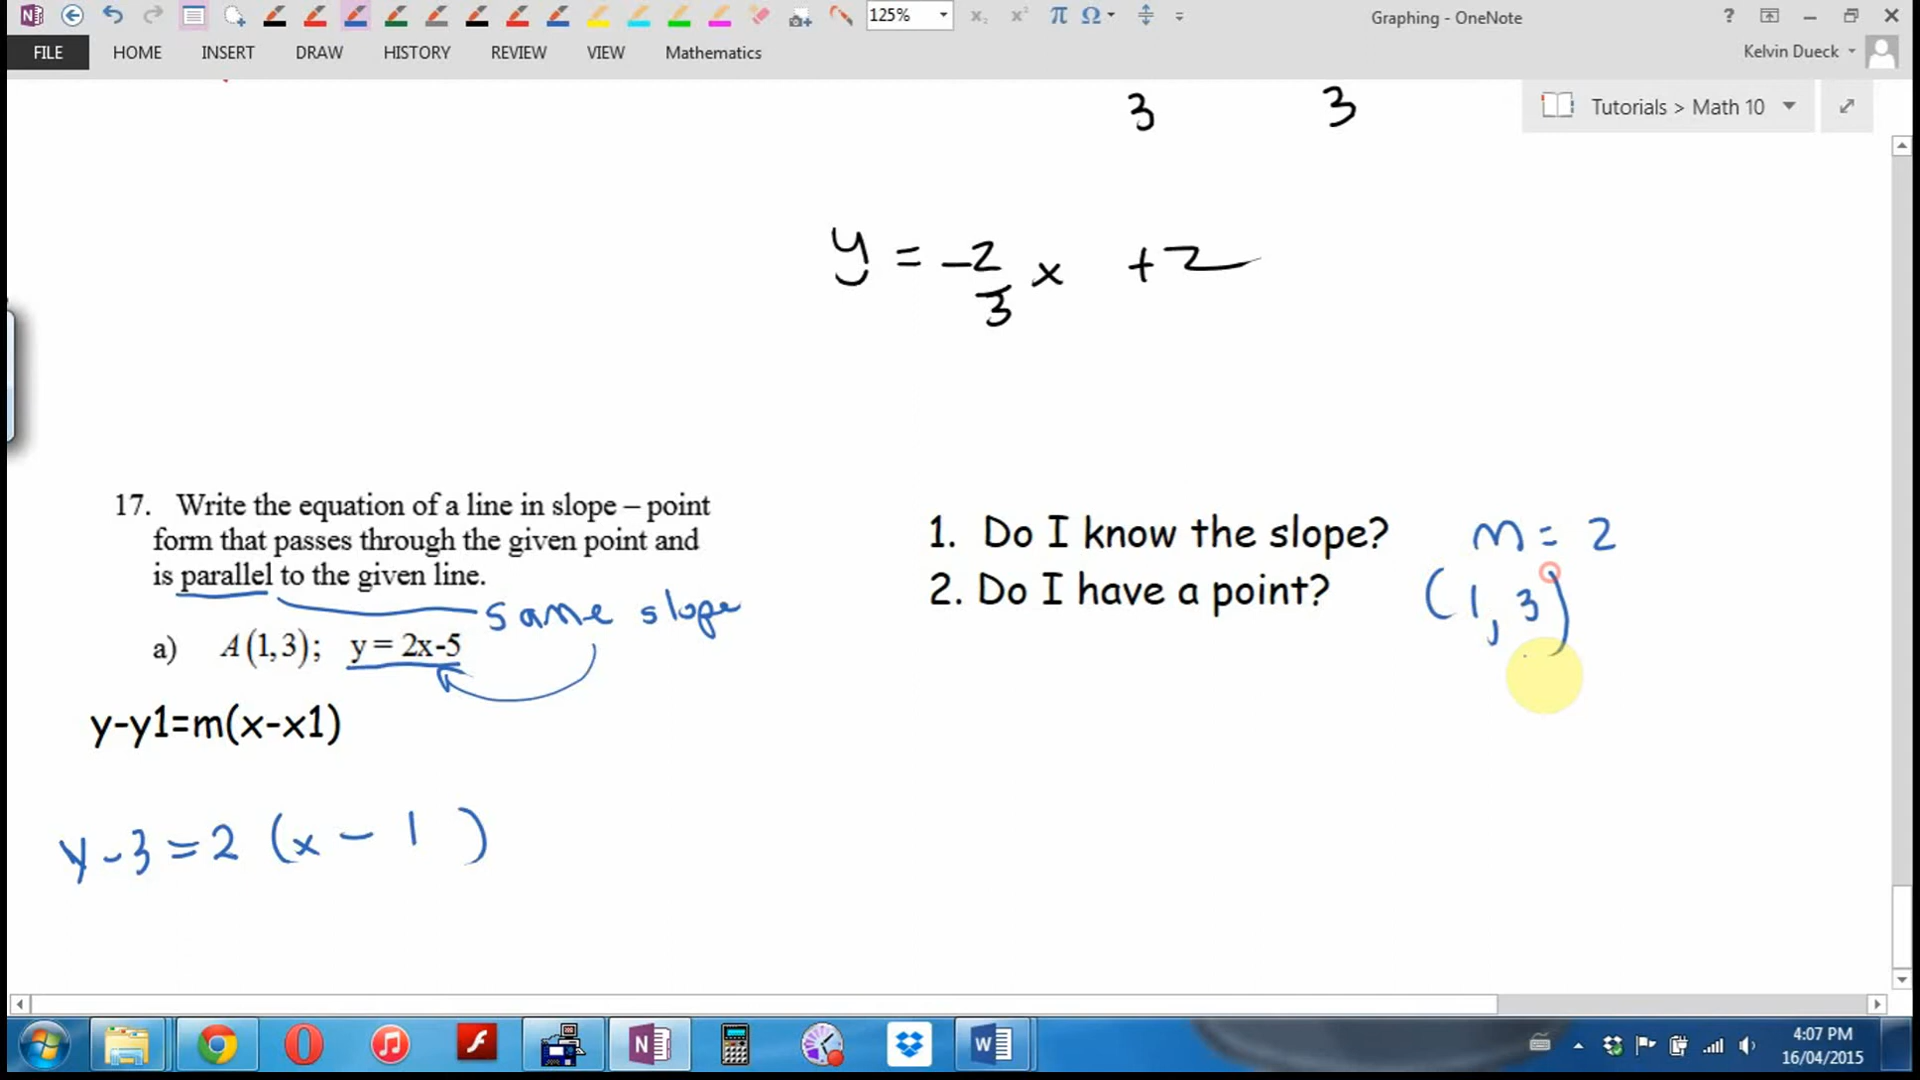 125%
x₂ x² π Ω
Graphing - OneNote
?
FILE HOME INSERT DRAW HISTORY REVIEW VIEW Mathematics
Kelvin Dueck
Tutorials > Math 10
3 3
y = -2/3 x +2
17. Write the equation of a line in slope – point
form that passes through the given point and
is parallel to the given line.
same slope
a) A(1,3); y = 2x-5
y-y1=m(x-x1)
y-3=2 (x - 1 )
1. Do I know the slope? m = 2
2. Do I have a point? (1, 3)
4:07 PM
16/04/2015